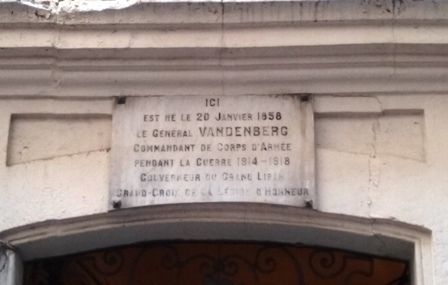 ICI
EST NÉ LE 20 JANVIER 1858
LE GÉNÉRAL VANDENBERG
COMMANDANT DE CORPS D'ARMÉE
PENDANT LA GUERRE 1914-1918
GOUVERNEUR DU GRAND LIBAN
GRAND-CROIX DE LA LÉGION D'HONNEUR